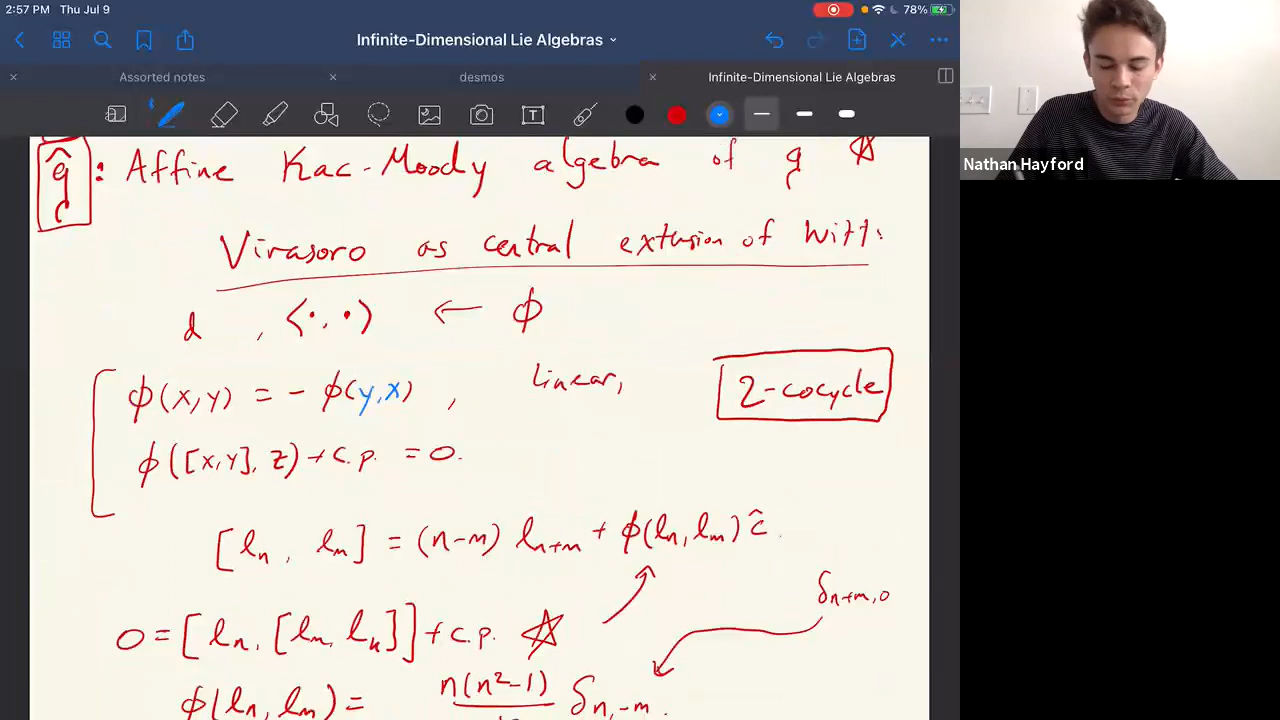 2:57 PM Thu Jul 9
78%
Infinite-Dimensional Lie Algebras
Assorted notes
desmos
Infinite-Dimensional Lie Algebras
Nathan Hayford
ĝ : Affine Kac-Moody algebra of g ☆
Virasoro as central extension of Witt:
d , <·,·> ← ϕ
ϕ(x,y) = - ϕ(y,x) , linear, 2-cocycle
ϕ([x,y], z) + c.p. = 0.
[ln, lm] = (n-m) ln+m + ϕ(ln, lm) ĉ.
δn+m,0
0 = [ln, [lm, lk]] + c.p. ☆
ϕ(ln, lm) = n(n²-1) δn,-m.